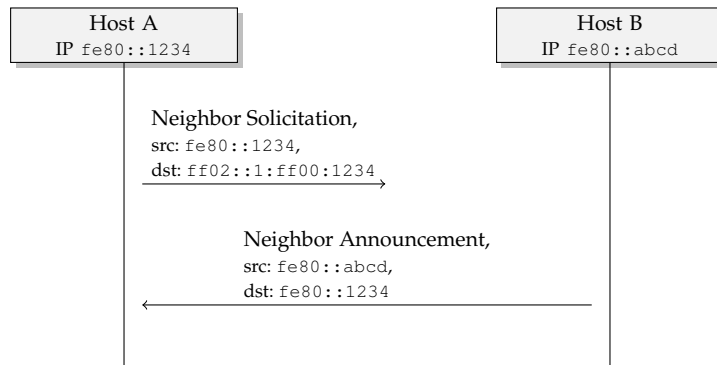 Host A
IP fe80::1234
Host B
IP fe80::abcd
Neighbor Solicitation,
src: fe80::1234,
dst: ff02::1:ff00:1234
Neighbor Announcement,
src: fe80::abcd,
dst: fe80::1234